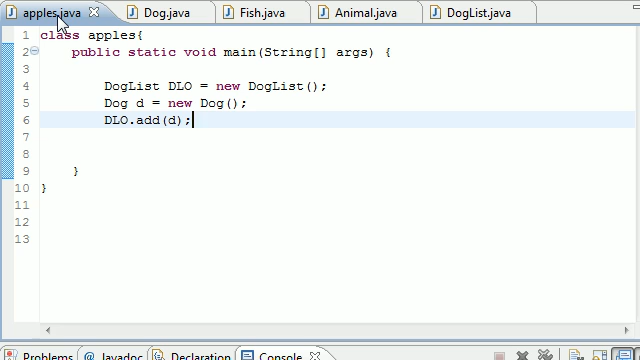 apples.java Dog.java Fish.java Animal.java DogList.java
1 class apples{
2 public static void main(String[] args) {
3
4 DogList DLO = new DogList();
5 Dog d = new Dog();
6 DLO.add(d);
7
8
9 }
10 }
11
12
13
Problems @ Javadoc Declaration Console